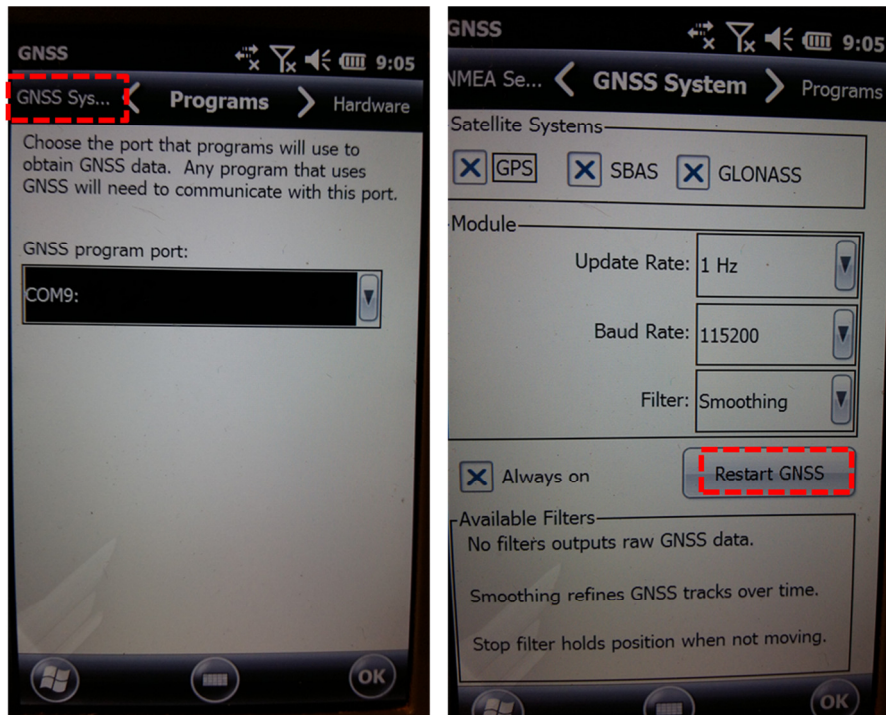 GNSS
9:05
GNSS Sys...
Programs
Hardware
Choose the port that programs will use to
obtain GNSS data. Any program that uses
GNSS will need to communicate with this port.
GNSS program port:
COM9:
OK
GNSS
9:05
NMEA Se...
GNSS System
Programs
Satellite Systems
GPS
SBAS
GLONASS
Module
Update Rate: 1 Hz
Baud Rate: 115200
Filter: Smoothing
Always on
Restart GNSS
Available Filters
No filters outputs raw GNSS data.
Smoothing refines GNSS tracks over time.
Stop filter holds position when not moving.
OK